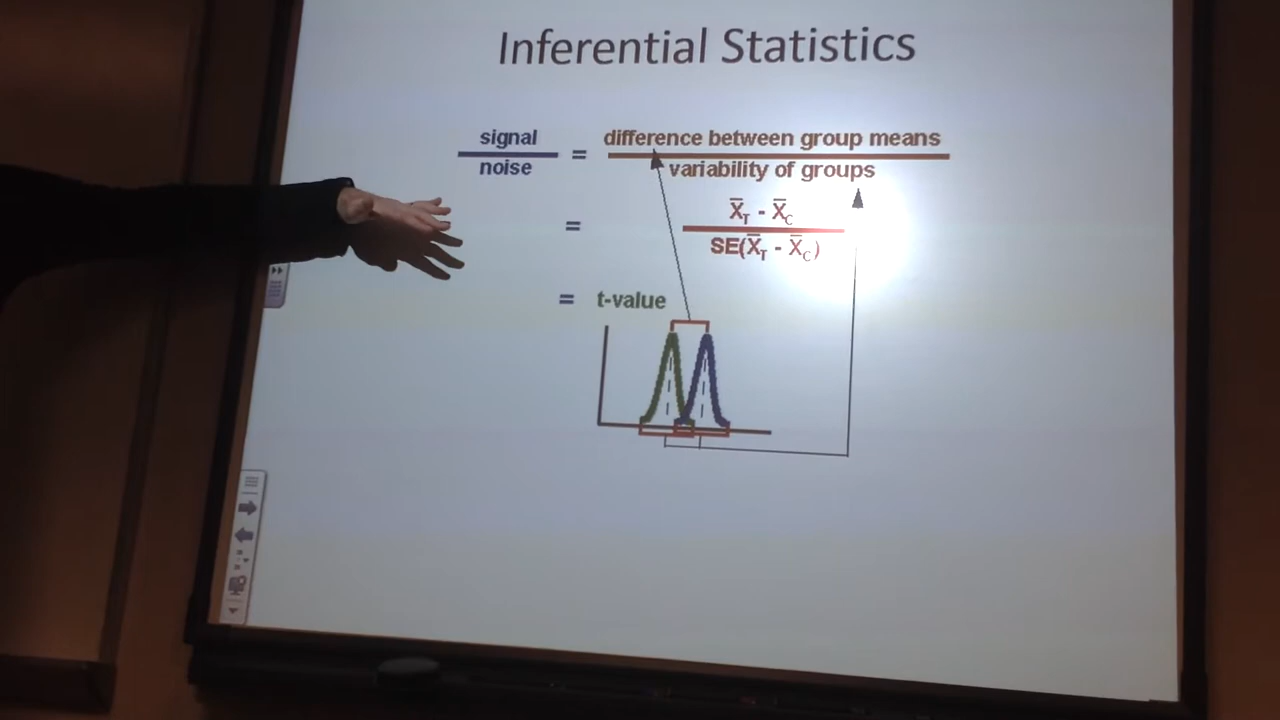 Inferential Statistics
signal
noise
=
difference between group means
variability of groups
=
X̅T - X̅C
SE(X̅T - X̅C)
= t-value